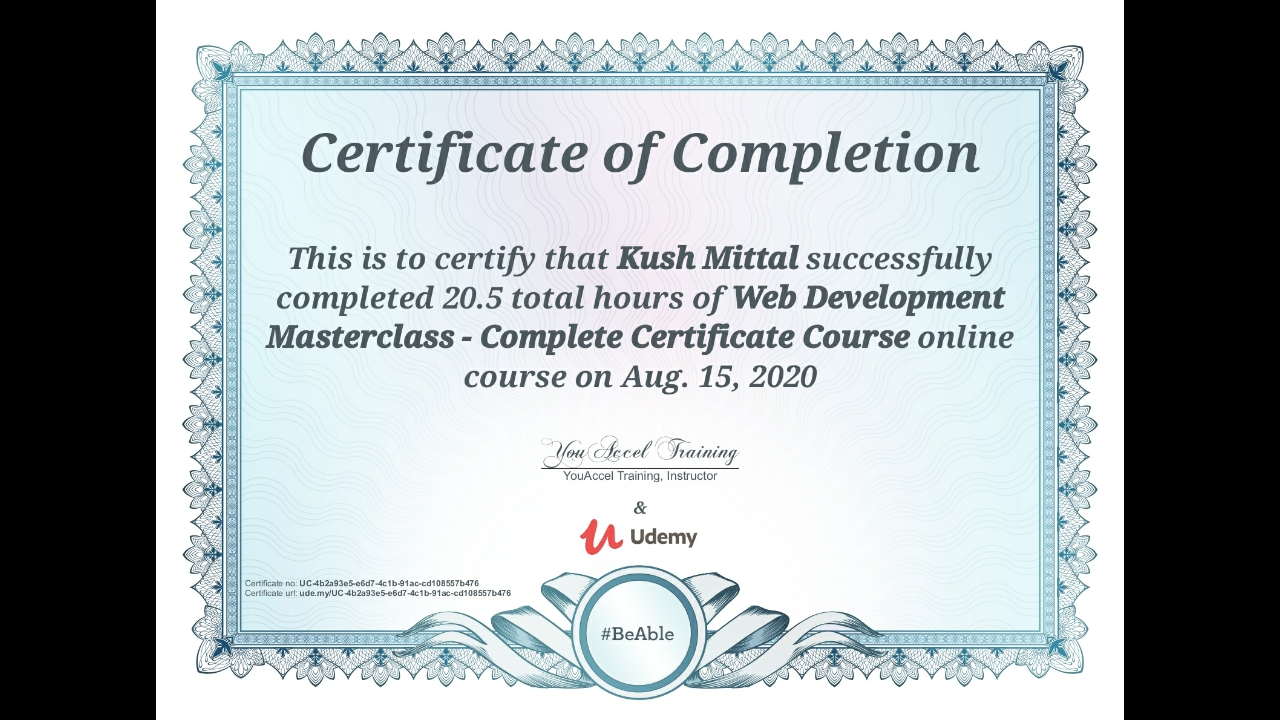 Certificate of Completion
This is to certify that Kush Mittal successfully
completed 20.5 total hours of Web Development
Masterclass - Complete Certificate Course online
course on Aug. 15, 2020
YouAccel Training
YouAccel Training, Instructor
&
Udemy
Certificate no: UC-4b2a93e5-e6d7-4c1b-91ac-cd108557b476
Certificate url: ude.my/UC-4b2a93e5-e6d7-4c1b-91ac-cd108557b476
#BeAble